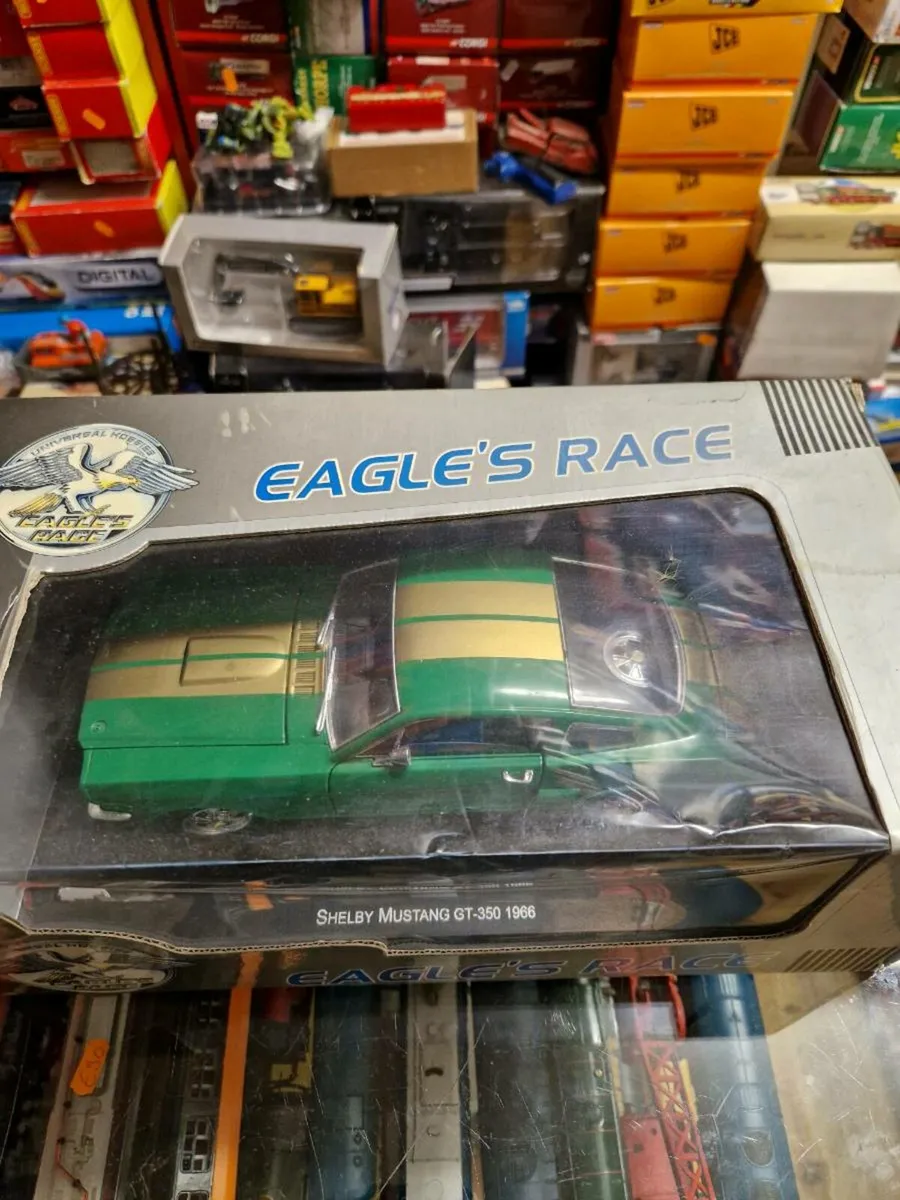 CORGI
JCB
JCB
JCB
JCB
JCB
DIGITAL
UNIVERSAL HOBBIES
EAGLE'S
RACE
EAGLE'S RACE
SHELBY MUSTANG GT-350 1966
EAGLE'S RACE